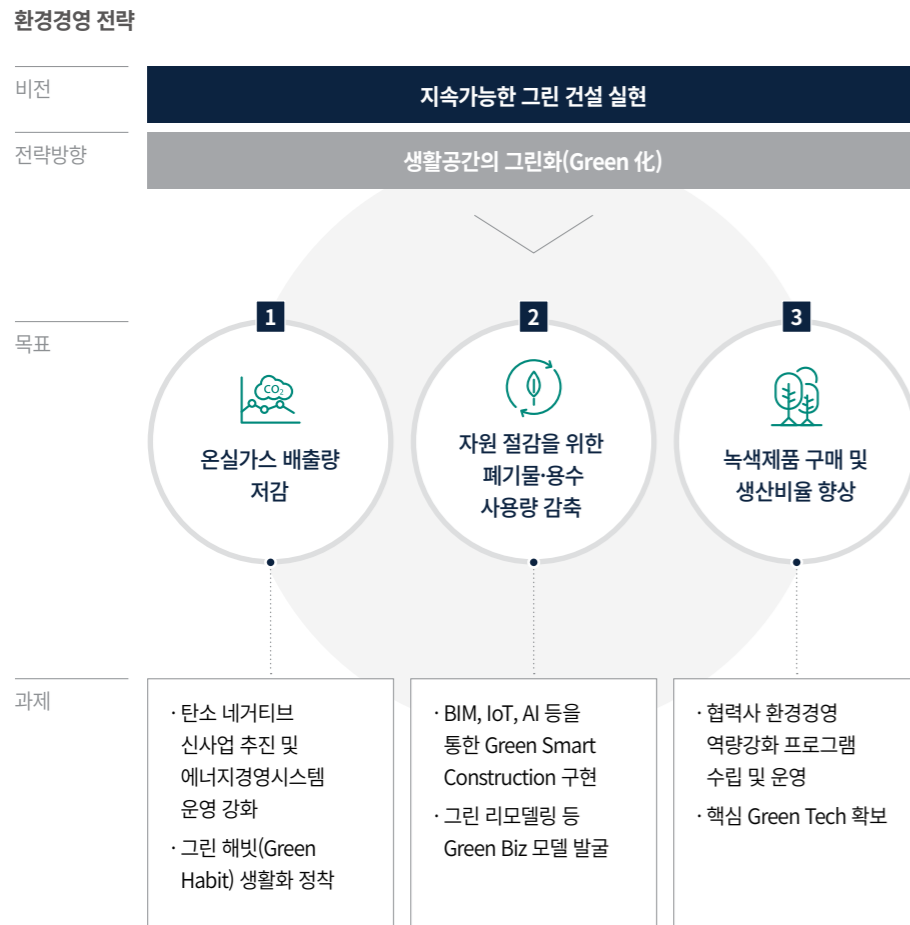 환경경영 전략
비전
지속가능한 그린 건설 실현
전략방향
생활공간의 그린화(Green 化)
목표
1
CO₂
온실가스 배출량
저감
2
자원 절감을 위한
폐기물·용수
사용량 감축
3
녹색제품 구매 및
생산비율 향상
과제
· 탄소 네거티브
신사업 추진 및
에너지경영시스템
운영 강화
· 그린 해빗(Green
Habit) 생활화 정착
· BIM, IoT, AI 등을
통한 Green Smart
Construction 구현
· 그린 리모델링 등
Green Biz 모델 발굴
· 협력사 환경경영
역량강화 프로그램
수립 및 운영
· 핵심 Green Tech 확보